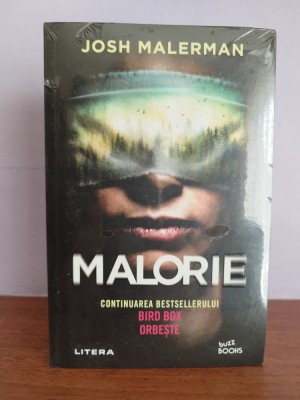 JOSH MALERMAN
MALORIE
CONTINUAREA BESTSELLERULUI
BIRD BOX
ORBEȘTE
LITERA
buzz
BOOKS